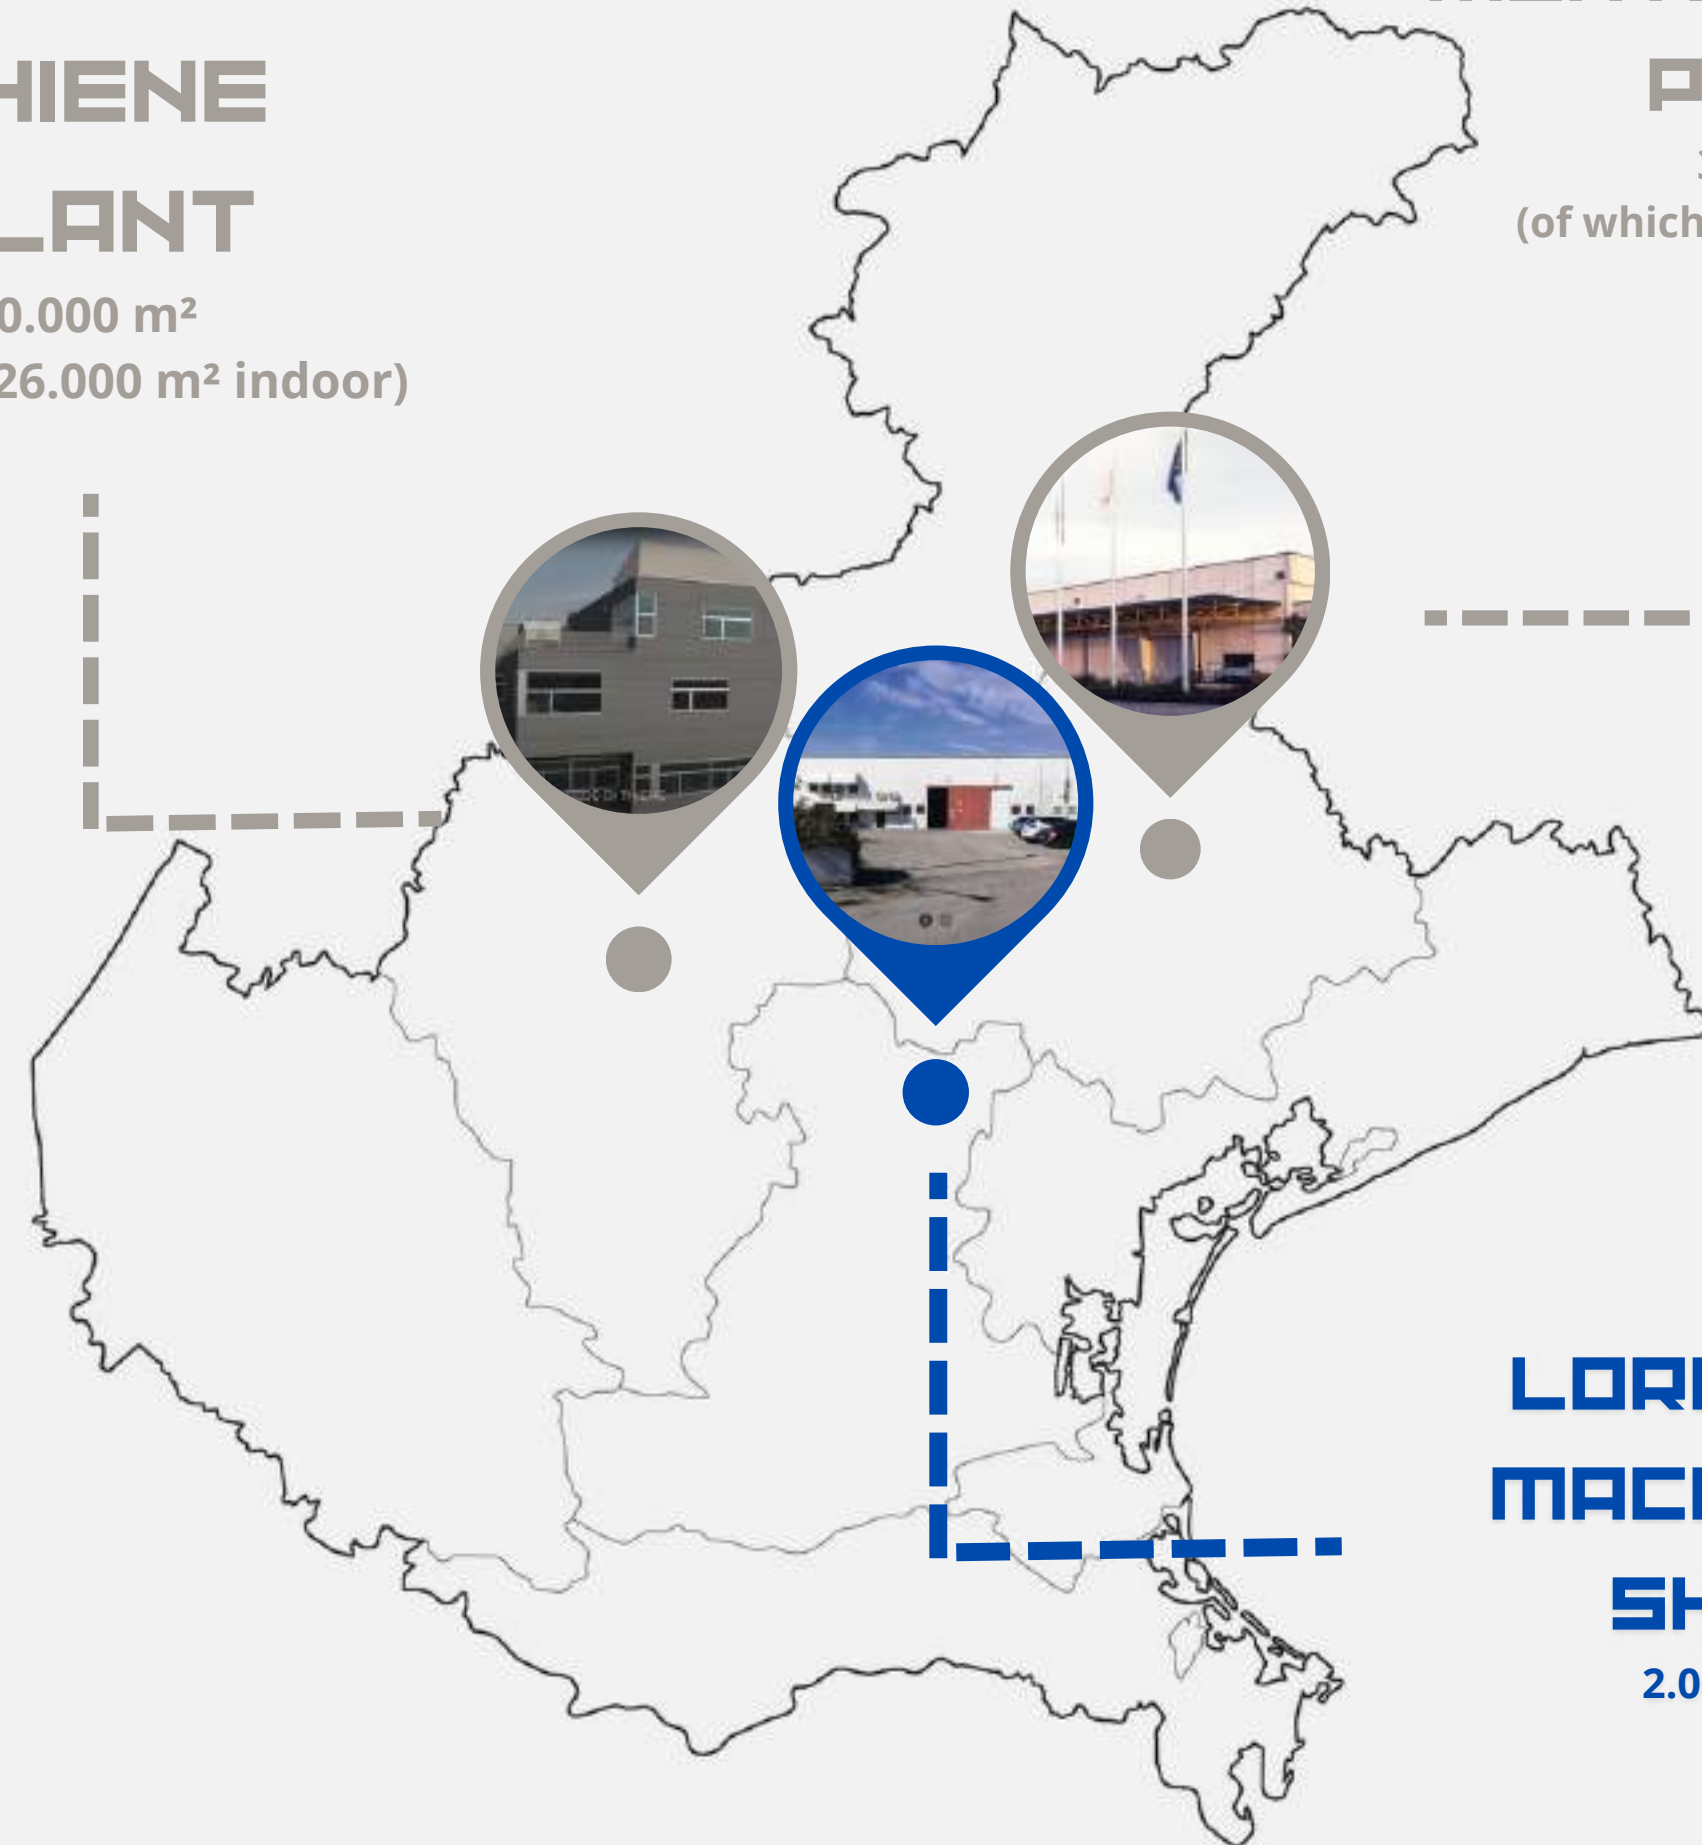 HIENE
LANT
0.000 m²
26.000 m² indoor)
P
(of which
LOR
MAC
SH
2.0